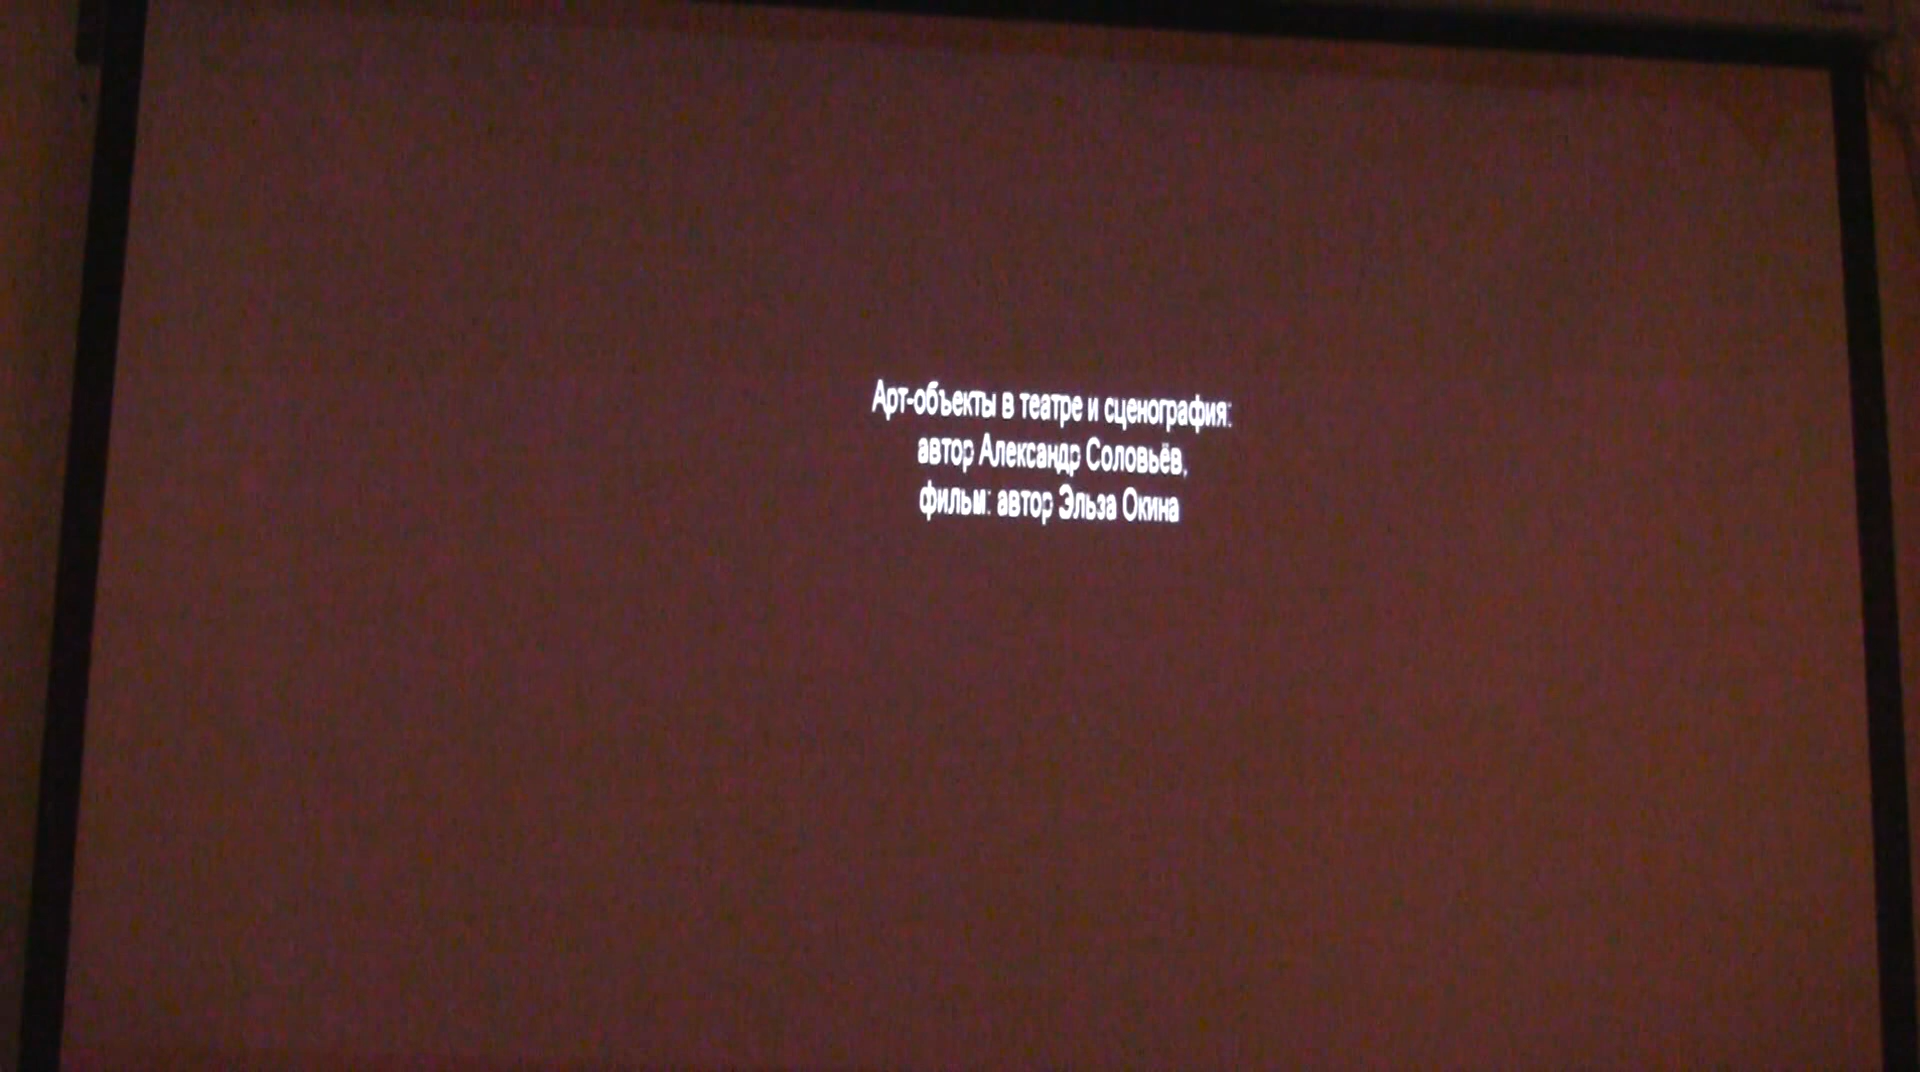 Арт-объекты в театре и сценография:
автор Александр Соловьёв,
фильм: автор Эльза Окина